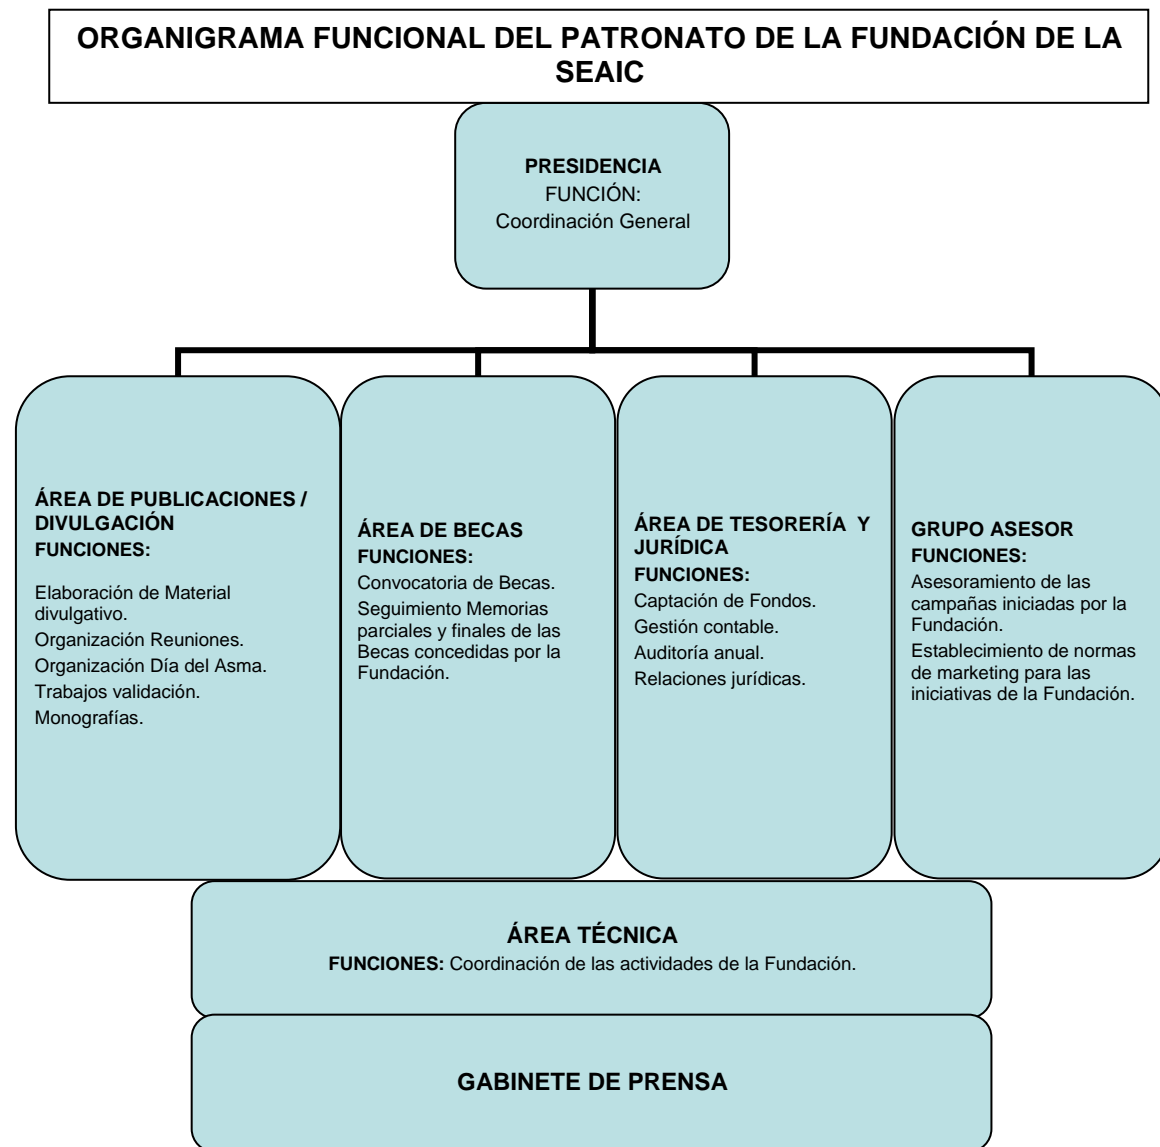 ORGANIGRAMA FUNCIONAL DEL PATRONATO DE LA FUNDACIÓN DE LA
SEAIC
PRESIDENCIA
FUNCIÓN:
Coordinación General
ÁREA DE PUBLICACIONES /
DIVULGACIÓN
FUNCIONES:
Elaboración de Material
divulgativo.
Organización Reuniones.
Organización Día del Asma.
Trabajos validación.
Monografías.
ÁREA DE BECAS
FUNCIONES:
Convocatoria de Becas.
Seguimiento Memorias
parciales y finales de las
Becas concedidas por la
Fundación.
ÁREA DE TESORERÍA Y
JURÍDICA
FUNCIONES:
Captación de Fondos.
Gestión contable.
Auditoría anual.
Relaciones jurídicas.
GRUPO ASESOR
FUNCIONES:
Asesoramiento de las
campañas iniciadas por la
Fundación.
Establecimiento de normas
de marketing para las
iniciativas de la Fundación.
ÁREA TÉCNICA
FUNCIONES: Coordinación de las actividades de la Fundación.
GABINETE DE PRENSA